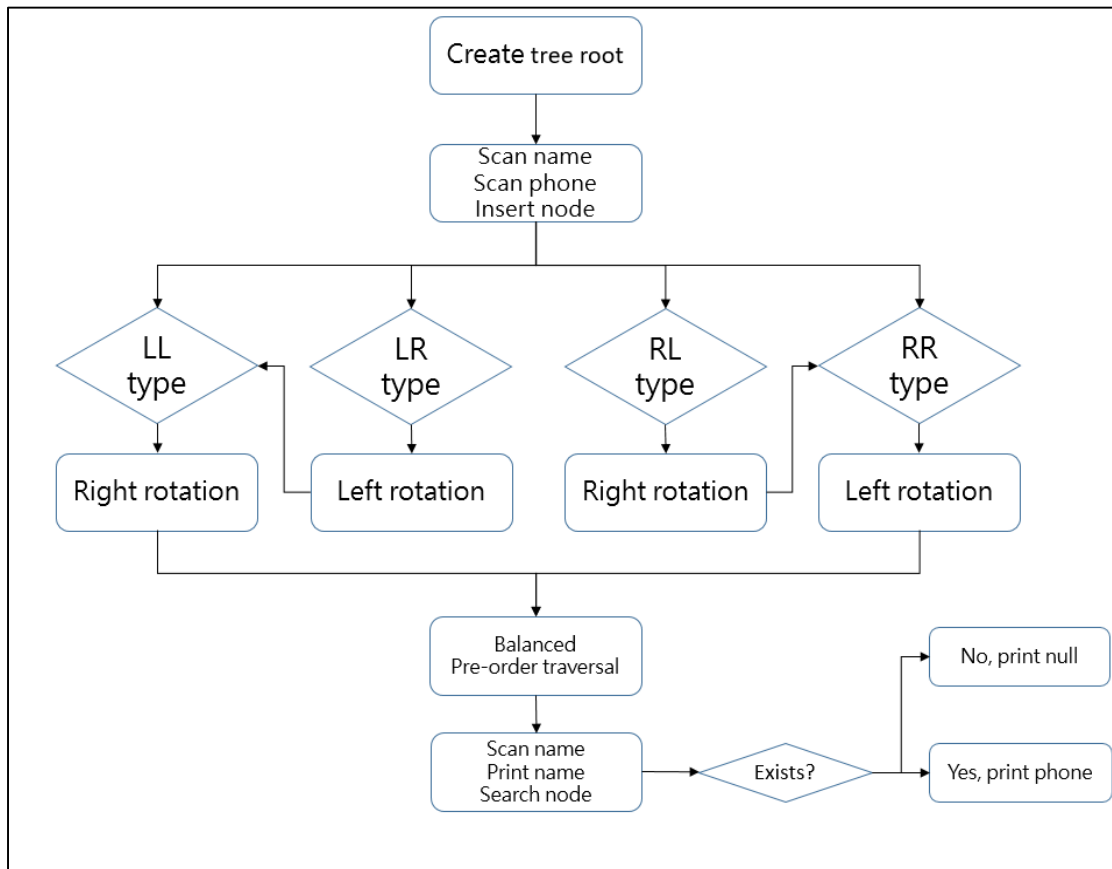 Create tree root
Scan name
Scan phone
Insert node
LL
type
LR
type
RL
type
RR
type
Right rotation
Left rotation
Right rotation
Left rotation
Balanced
Pre-order traversal
Scan name
Print name
Search node
Exists?
No, print null
Yes, print phone